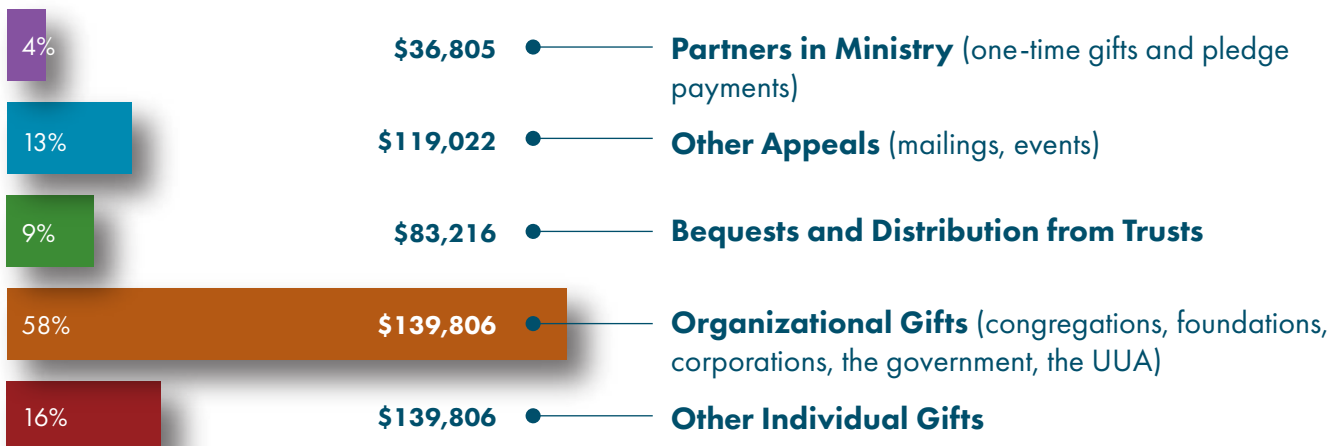 4% $36,805 Partners in Ministry (one-time gifts and pledge
payments)
13% $119,022 Other Appeals (mailings, events)
9% $83,216 Bequests and Distribution from Trusts
58% $139,806 Organizational Gifts (congregations, foundations,
corporations, the government, the UUA)
16% $139,806 Other Individual Gifts